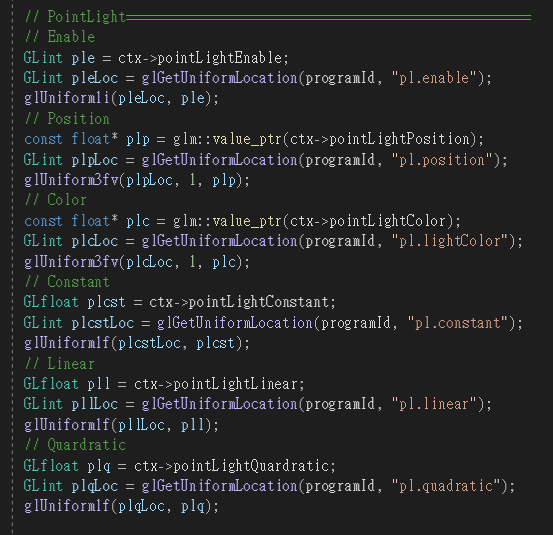 // PointLight==================================================
// Enable
GLint ple = ctx->pointLightEnable;
GLint pleLoc = glGetUniformLocation(programId, "pl.enable");
glUniform1i(pleLoc, ple);
// Position
const float* plp = glm::value_ptr(ctx->pointLightPosition);
GLint plpLoc = glGetUniformLocation(programId, "pl.position");
glUniform3fv(plpLoc, 1, plp);
// Color
const float* plc = glm::value_ptr(ctx->pointLightColor);
GLint plcLoc = glGetUniformLocation(programId, "pl.lightColor");
glUniform3fv(plcLoc, 1, plc);
// Constant
GLfloat plcst = ctx->pointLightConstant;
GLint plcstLoc = glGetUniformLocation(programId, "pl.constant");
glUniform1f(plcstLoc, plcst);
// Linear
GLfloat pll = ctx->pointLightLinear;
GLint pllLoc = glGetUniformLocation(programId, "pl.linear");
glUniform1f(pllLoc, pll);
// Quardratic
GLfloat plq = ctx->pointLightQuardratic;
GLint plqLoc = glGetUniformLocation(programId, "pl.quadratic");
glUniform1f(plqLoc, plq);